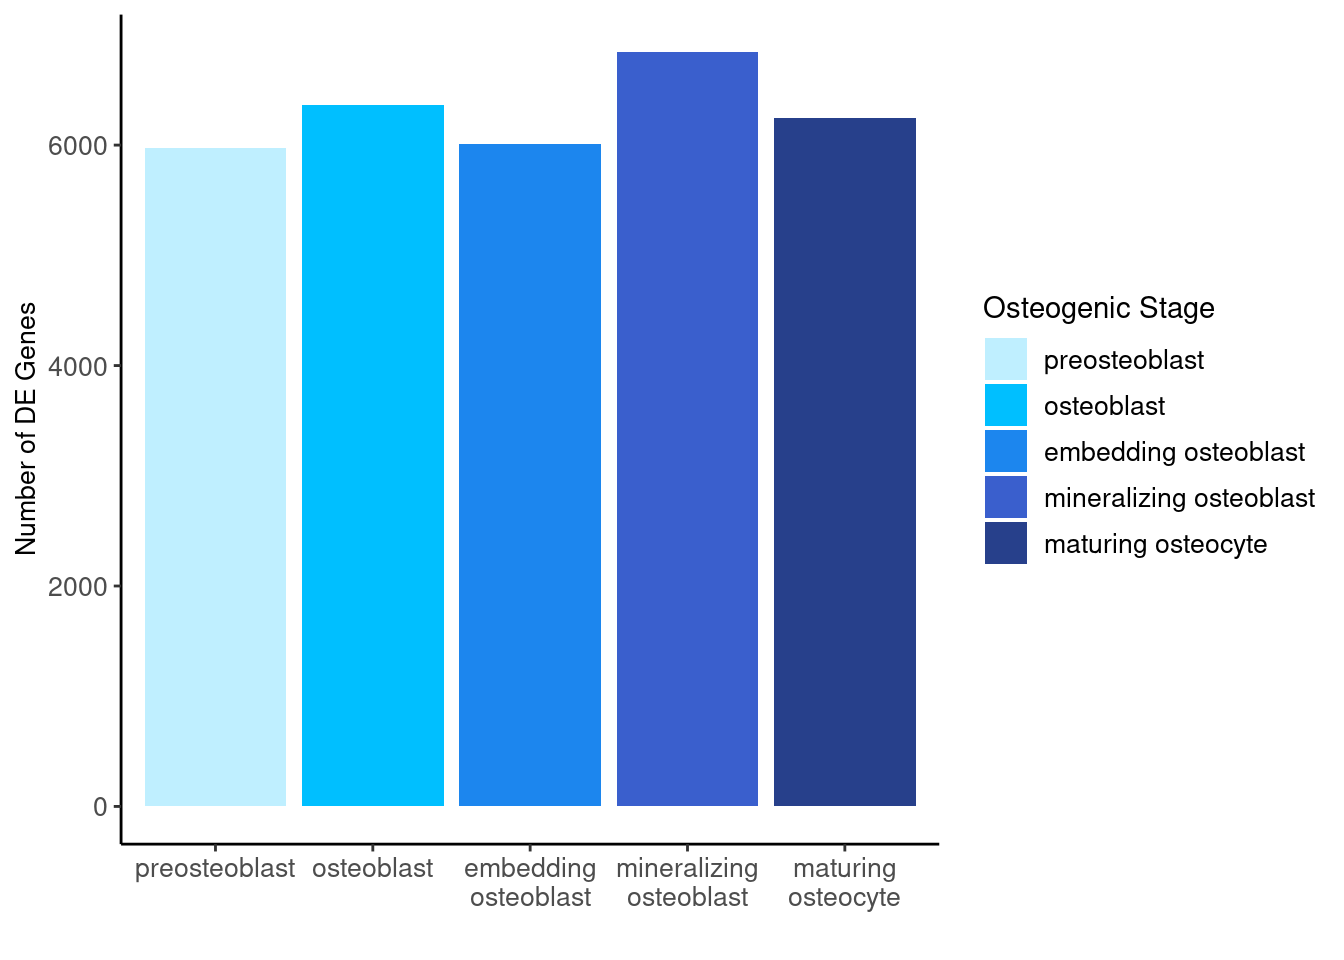 Number of DE Genes
6000
4000
2000
0
preosteoblast
osteoblast
embedding
osteoblast
mineralizing
osteoblast
maturing
osteocyte
Osteogenic Stage
preosteoblast
osteoblast
embedding osteoblast
mineralizing osteoblast
maturing osteocyte